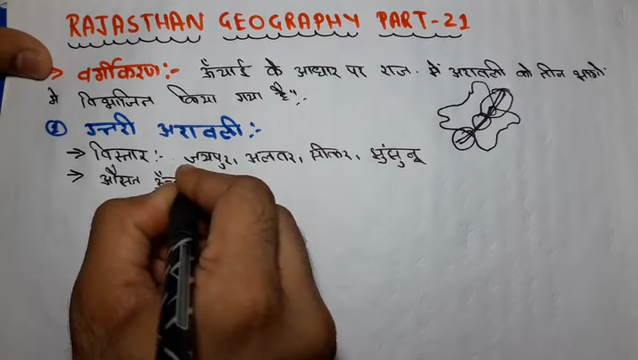 RAJASTHAN GEOGRAPHY PART-21
→ वर्गीकरण:- ऊँचाई के आधार पर राज. में अरावली को तीन भागो
मे विभाजित किया गया है":-
① उत्तरी अरावली:-
→ विस्तार:- जयपुर, अलवर, सीकर, झुंझुनू
→ औसत